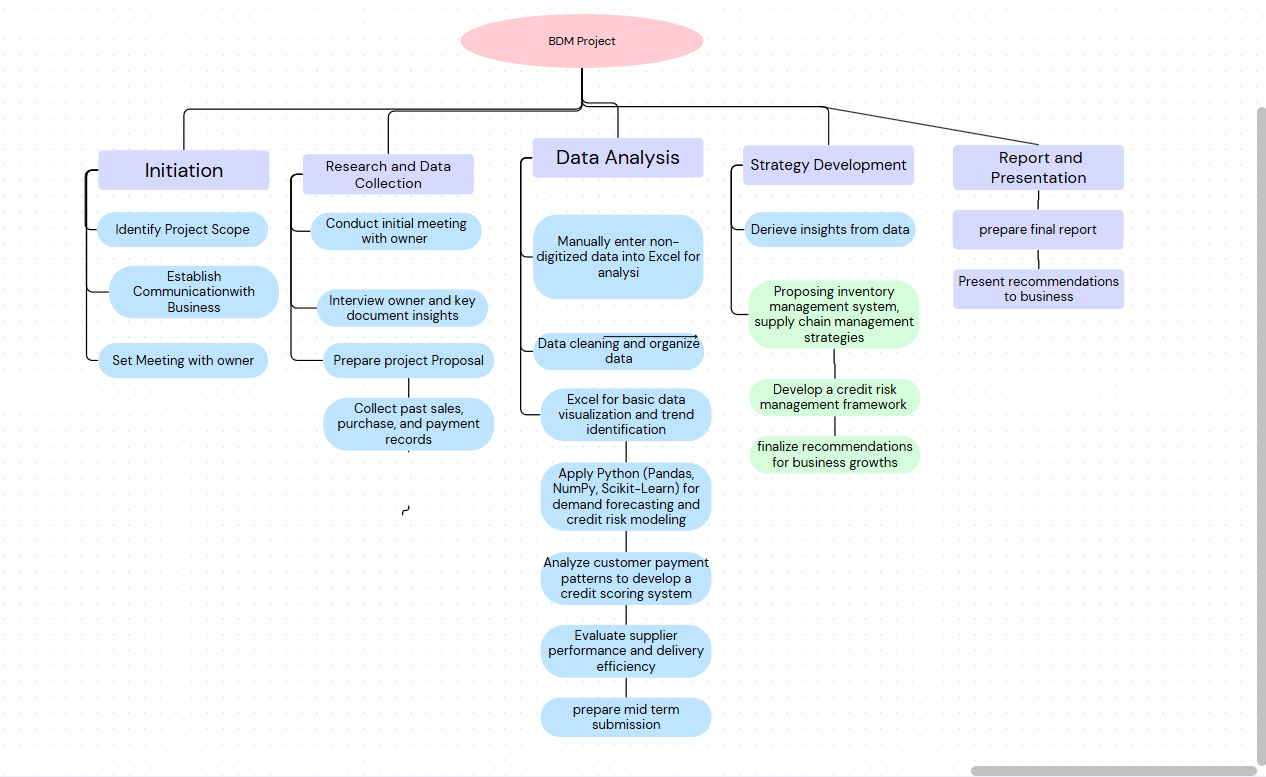 BDM Project
Initiation
Identify Project Scope
Establish
Communicationwith
Business
Set Meeting with owner
Research and Data
Collection
Conduct initial meeting
with owner
Interview owner and key
document insights
Prepare project Proposal
Collect past sales,
purchase, and payment
records
Data Analysis
Manually enter non-
digitized data into Excel for
analysi
Data cleaning and organize
data
Excel for basic data
visualization and trend
identification
Apply Python (Pandas,
NumPy, Scikit-Learn) for
demand forecasting and
credit risk modeling
Analyze customer payment
patterns to develop a
credit scoring system
Evaluate supplier
performance and delivery
efficiency
prepare mid term
submission
Strategy Development
Derieve insights from data
Proposing inventory
management system,
supply chain management
strategies
Develop a credit risk
management framework
finalize recommendations
for business growths
Report and
Presentation
prepare final report
Present recommendations
to business